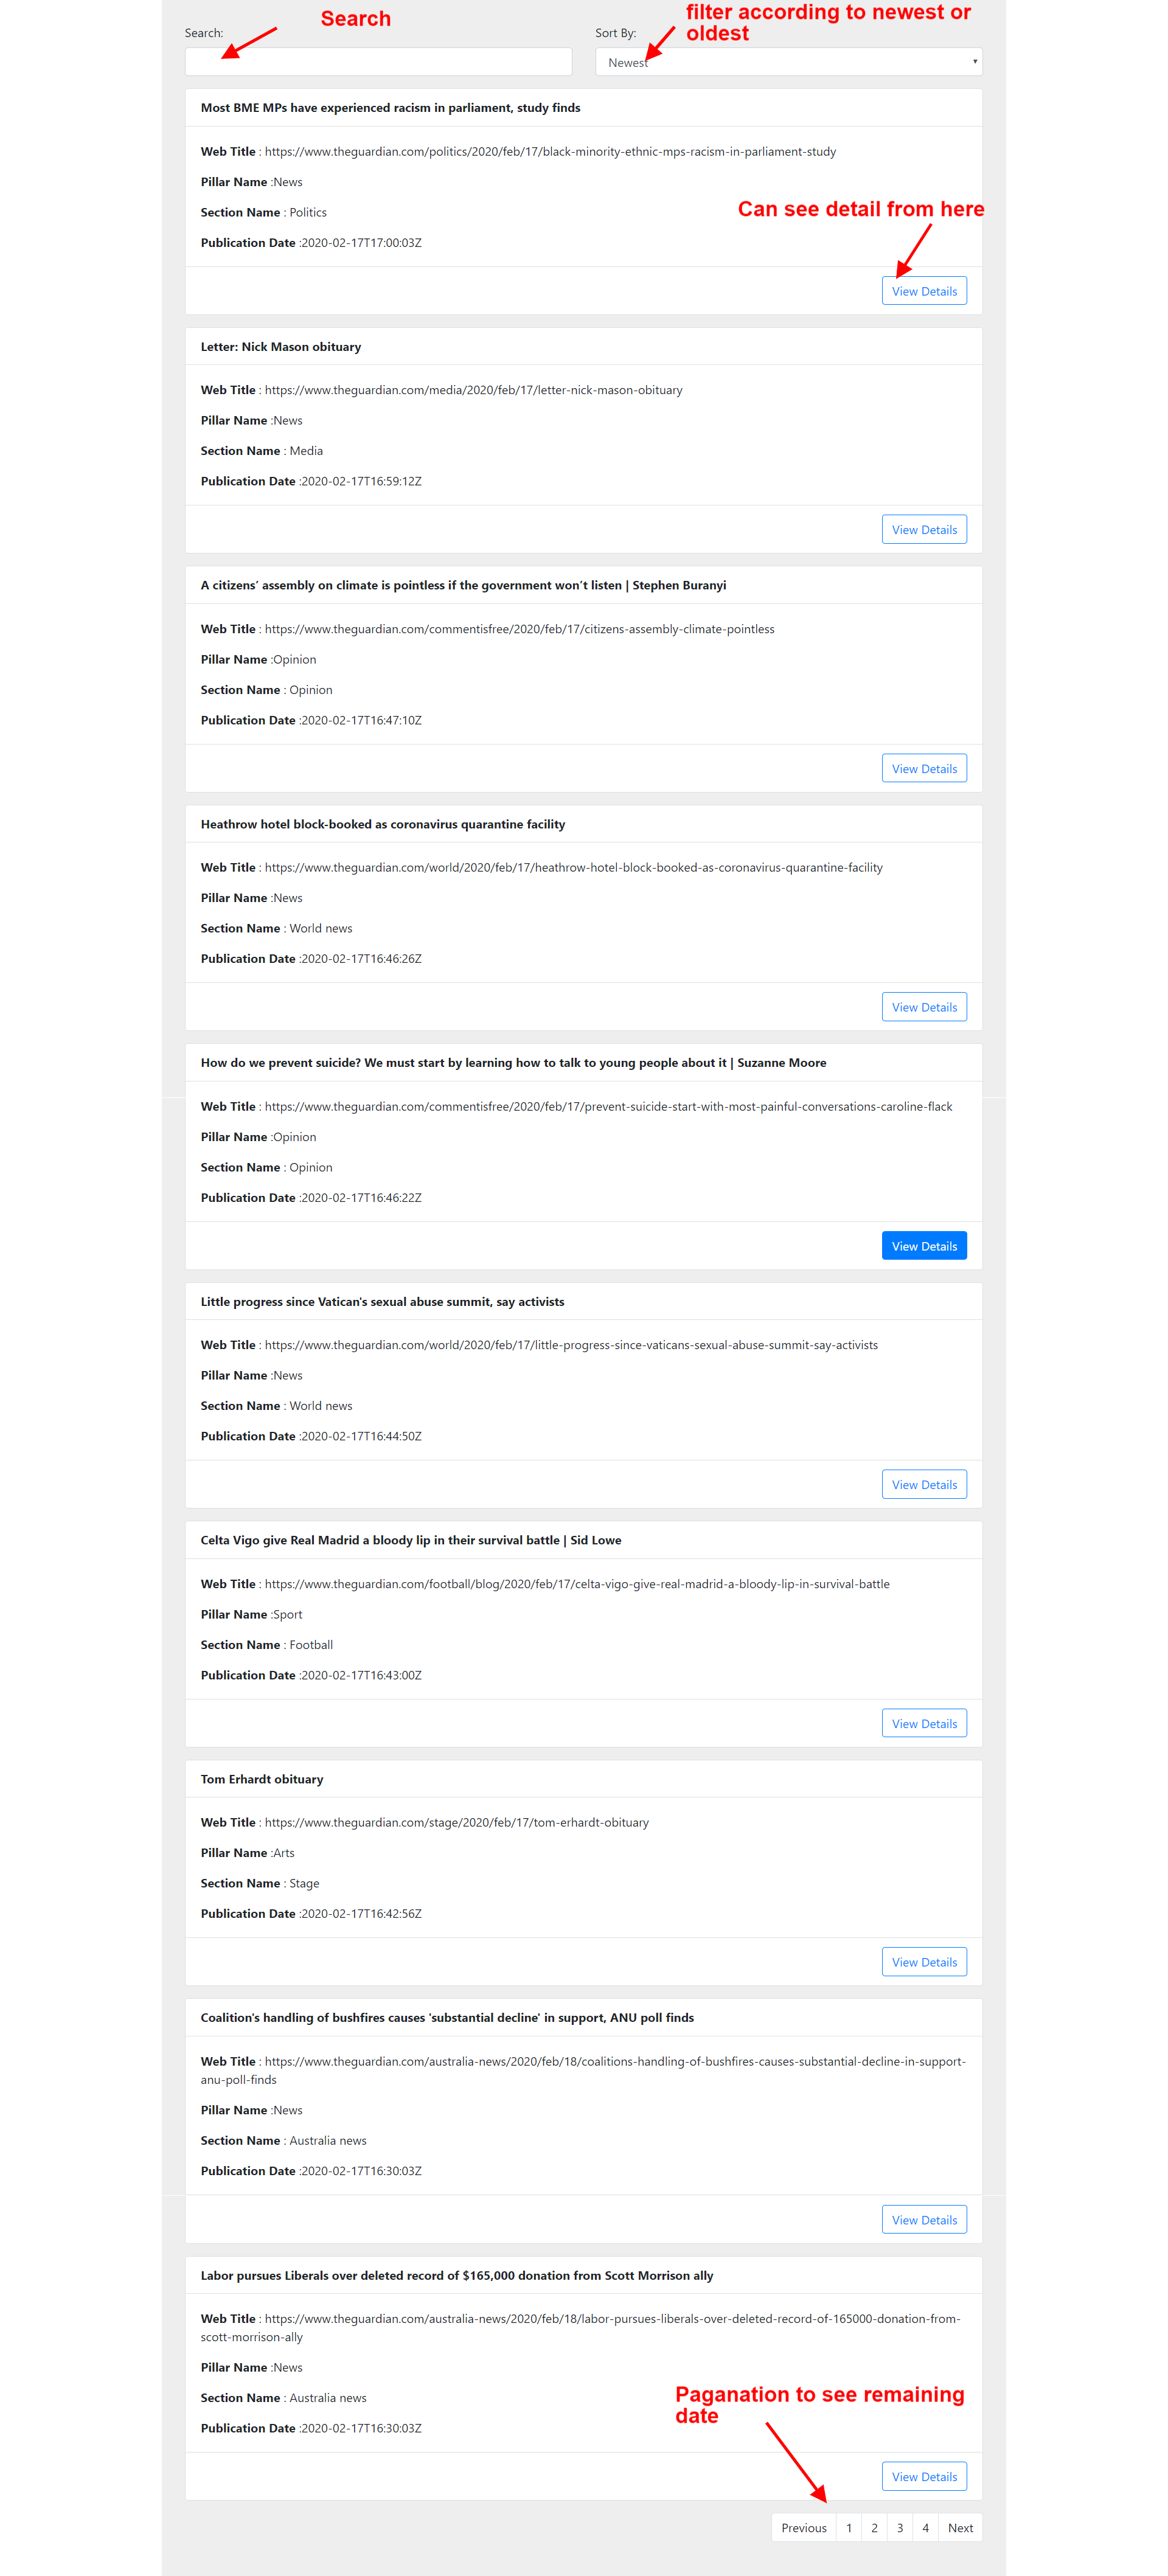 Search
filter according to newest or
oldest
Search:
Sort By:
Newest
Most BME MPs have experienced racism in parliament, study finds
Web Title : https://www.theguardian.com/politics/2020/feb/17/black-minority-ethnic-mps-racism-in-parliament-study
Pillar Name :News
Can see detail from here
Section Name : Politics
Publication Date :2020-02-17T17:00:03Z
View Details
Letter: Nick Mason obituary
Web Title : https://www.theguardian.com/media/2020/feb/17/letter-nick-mason-obituary
Pillar Name :News
Section Name : Media
Publication Date :2020-02-17T16:59:12Z
View Details
A citizens’ assembly on climate is pointless if the government won’t listen | Stephen Buranyi
Web Title : https://www.theguardian.com/commentisfree/2020/feb/17/citizens-assembly-climate-pointless
Pillar Name :Opinion
Section Name : Opinion
Publication Date :2020-02-17T16:47:10Z
View Details
Heathrow hotel block-booked as coronavirus quarantine facility
Web Title : https://www.theguardian.com/world/2020/feb/17/heathrow-hotel-block-booked-as-coronavirus-quarantine-facility
Pillar Name :News
Section Name : World news
Publication Date :2020-02-17T16:46:26Z
View Details
How do we prevent suicide? We must start by learning how to talk to young people about it | Suzanne Moore
Web Title : https://www.theguardian.com/commentisfree/2020/feb/17/prevent-suicide-start-with-most-painful-conversations-caroline-flack
Pillar Name :Opinion
Section Name : Opinion
Publication Date :2020-02-17T16:46:22Z
View Details
Little progress since Vatican's sexual abuse summit, say activists
Web Title : https://www.theguardian.com/world/2020/feb/17/little-progress-since-vaticans-sexual-abuse-summit-say-activists
Pillar Name :News
Section Name : World news
Publication Date :2020-02-17T16:44:50Z
View Details
Celta Vigo give Real Madrid a bloody lip in their survival battle | Sid Lowe
Web Title : https://www.theguardian.com/football/blog/2020/feb/17/celta-vigo-give-real-madrid-a-bloody-lip-in-survival-battle
Pillar Name :Sport
Section Name : Football
Publication Date :2020-02-17T16:43:00Z
View Details
Tom Erhardt obituary
Web Title : https://www.theguardian.com/stage/2020/feb/17/tom-erhardt-obituary
Pillar Name :Arts
Section Name : Stage
Publication Date :2020-02-17T16:42:56Z
View Details
Coalition's handling of bushfires causes 'substantial decline' in support, ANU poll finds
Web Title : https://www.theguardian.com/australia-news/2020/feb/18/coalitions-handling-of-bushfires-causes-substantial-decline-in-support-
anu-poll-finds
Pillar Name :News
Section Name : Australia news
Publication Date :2020-02-17T16:30:03Z
View Details
Labor pursues Liberals over deleted record of $165,000 donation from Scott Morrison ally
Web Title : https://www.theguardian.com/australia-news/2020/feb/18/labor-pursues-liberals-over-deleted-record-of-165000-donation-from-
scott-morrison-ally
Pillar Name :News
Section Name : Australia news
Publication Date :2020-02-17T16:30:03Z
Paganation to see remaining
date
View Details
Previous 1 2 3 4 Next